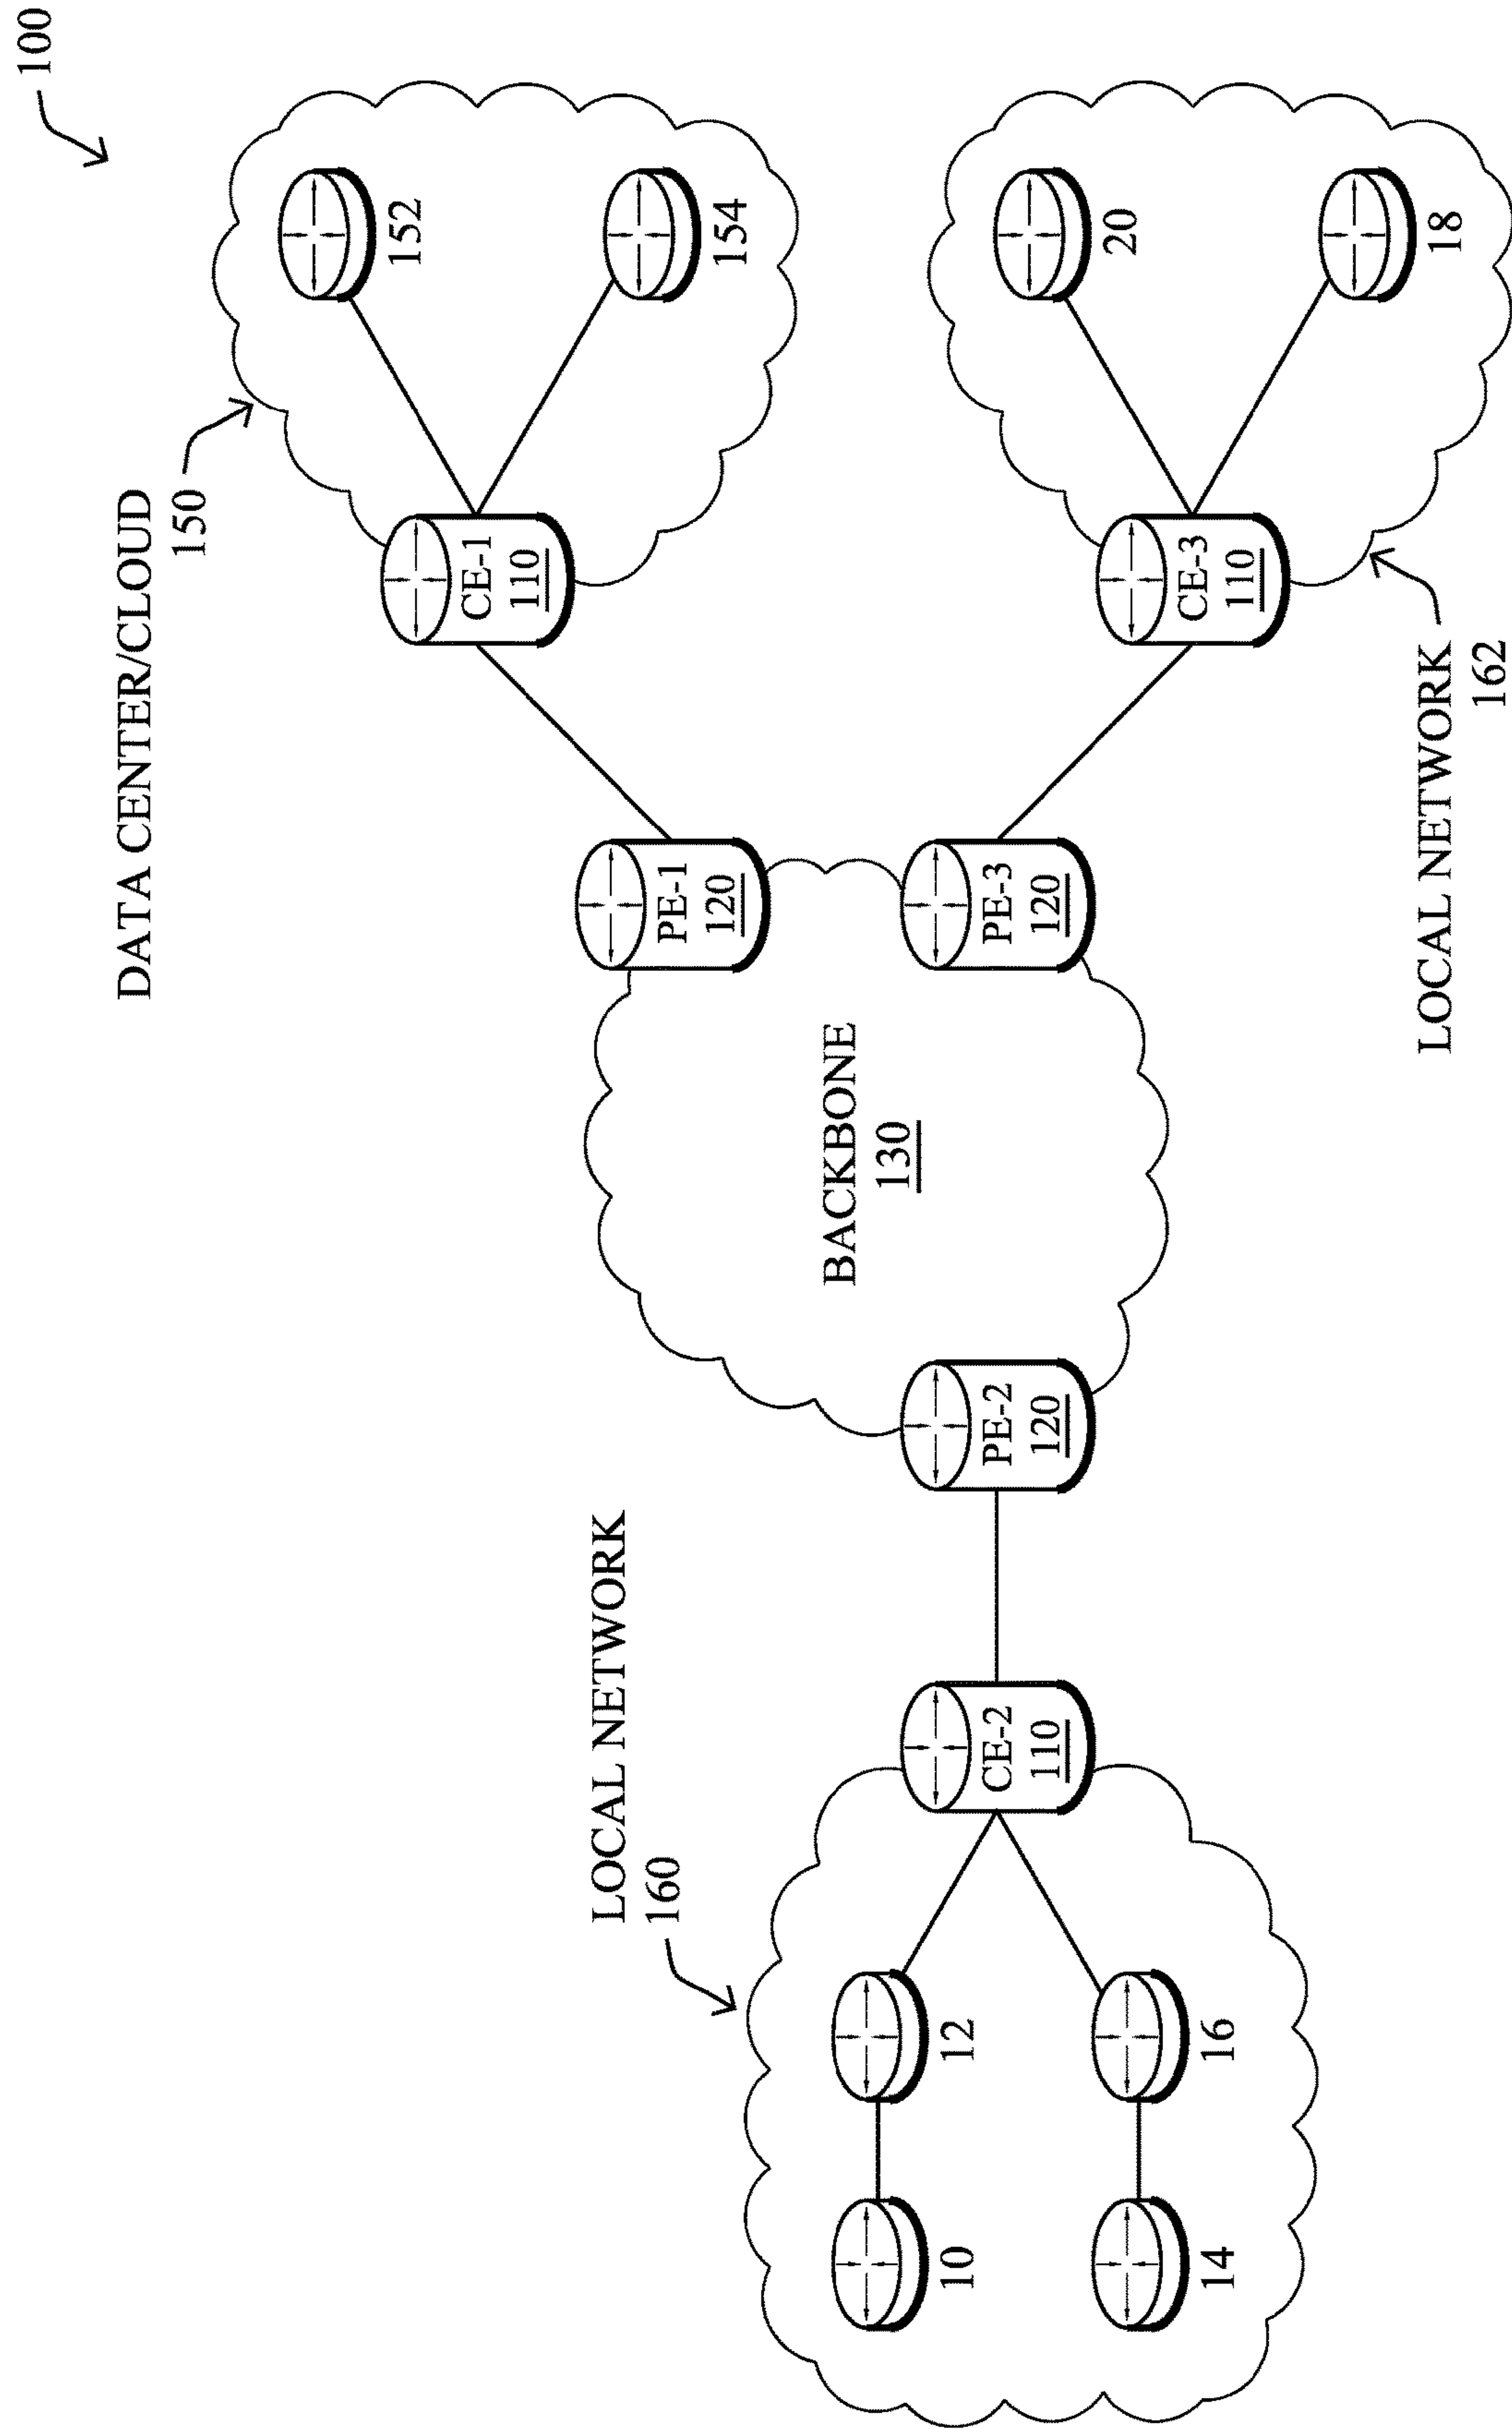 100
DATA CENTER/CLOUD
150
152
154
CE-1
110
PE-1
120
LOCAL NETWORK
160
BACKBONE
130
10
12
CE-2
110
PE-2
120
PE-3
120
CE-3
110
20
14
16
18
LOCAL NETWORK
162